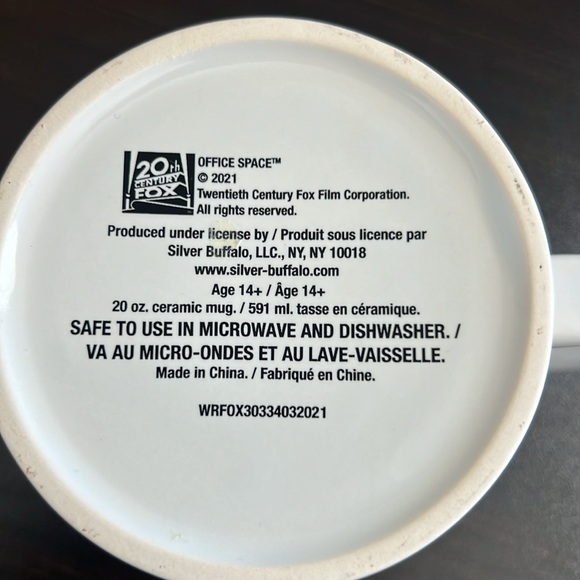 20th
CENTURY
FOX
OFFICE SPACE™
© 2021
Twentieth Century Fox Film Corporation.
All rights reserved.
Produced under license by / Produit sous licence par
Silver Buffalo, LLC., NY, NY 10018
www.silver-buffalo.com
Age 14+ / Âge 14+
20 oz. ceramic mug. / 591 ml. tasse en céramique.
SAFE TO USE IN MICROWAVE AND DISHWASHER. /
VA AU MICRO-ONDES ET AU LAVE-VAISSELLE.
Made in China. / Fabriqué en Chine.
WRFOX30334032021